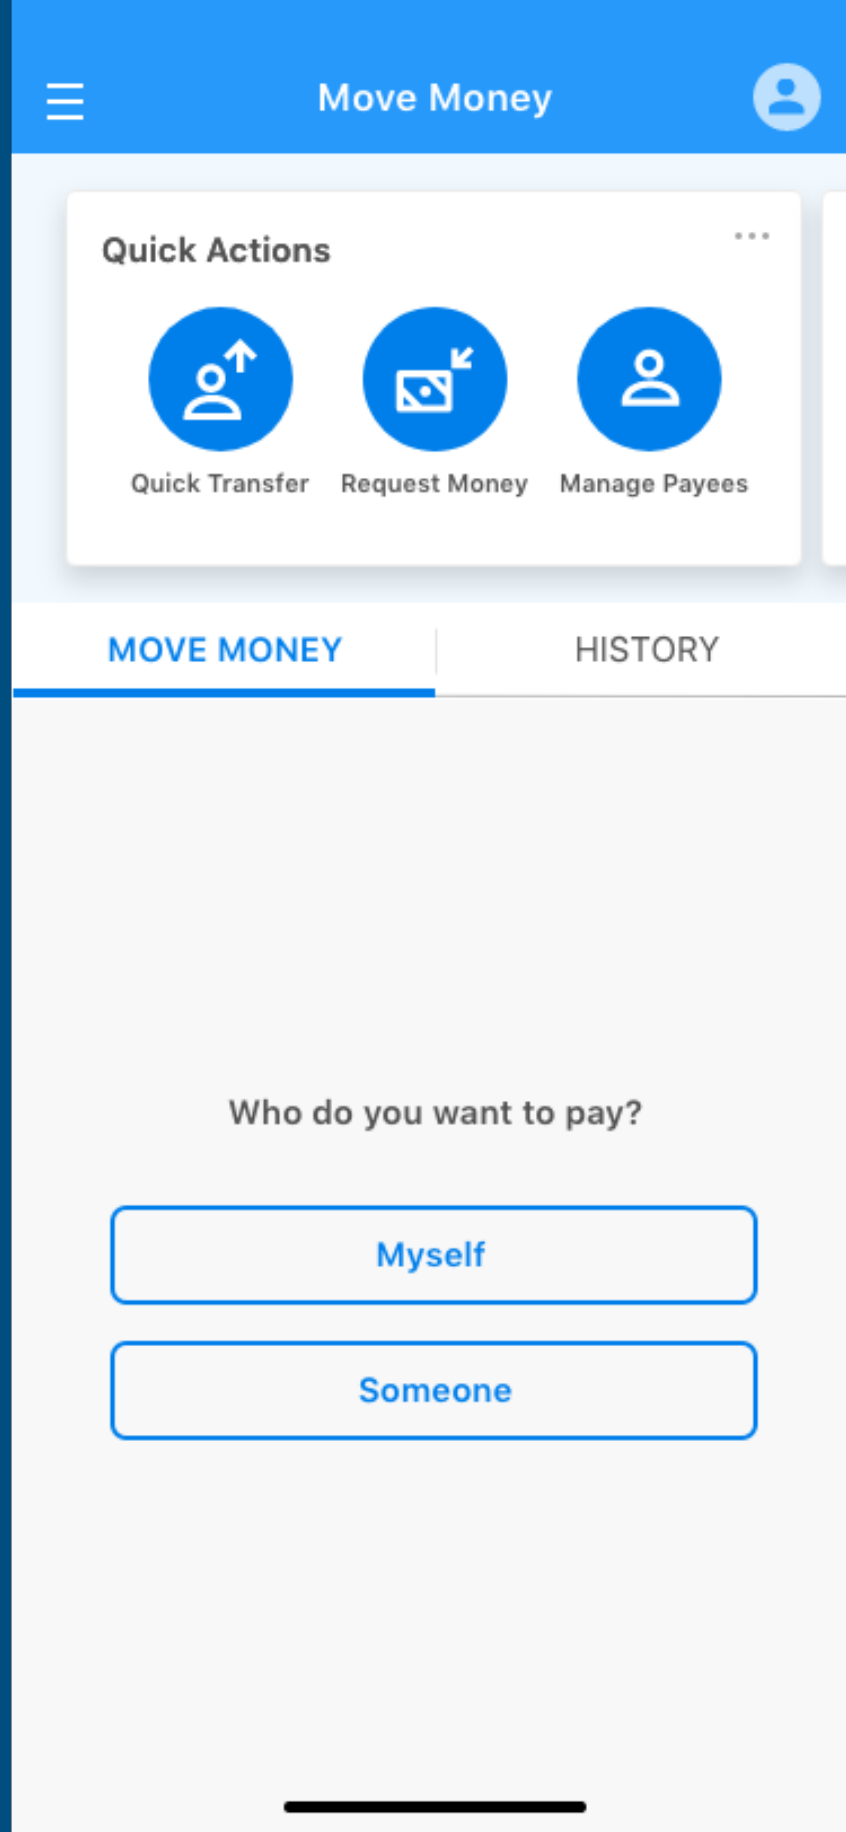 Move Money
Quick Actions
Quick Transfer
Request Money
Manage Payees
MOVE MONEY
HISTORY
Who do you want to pay?
Myself
Someone